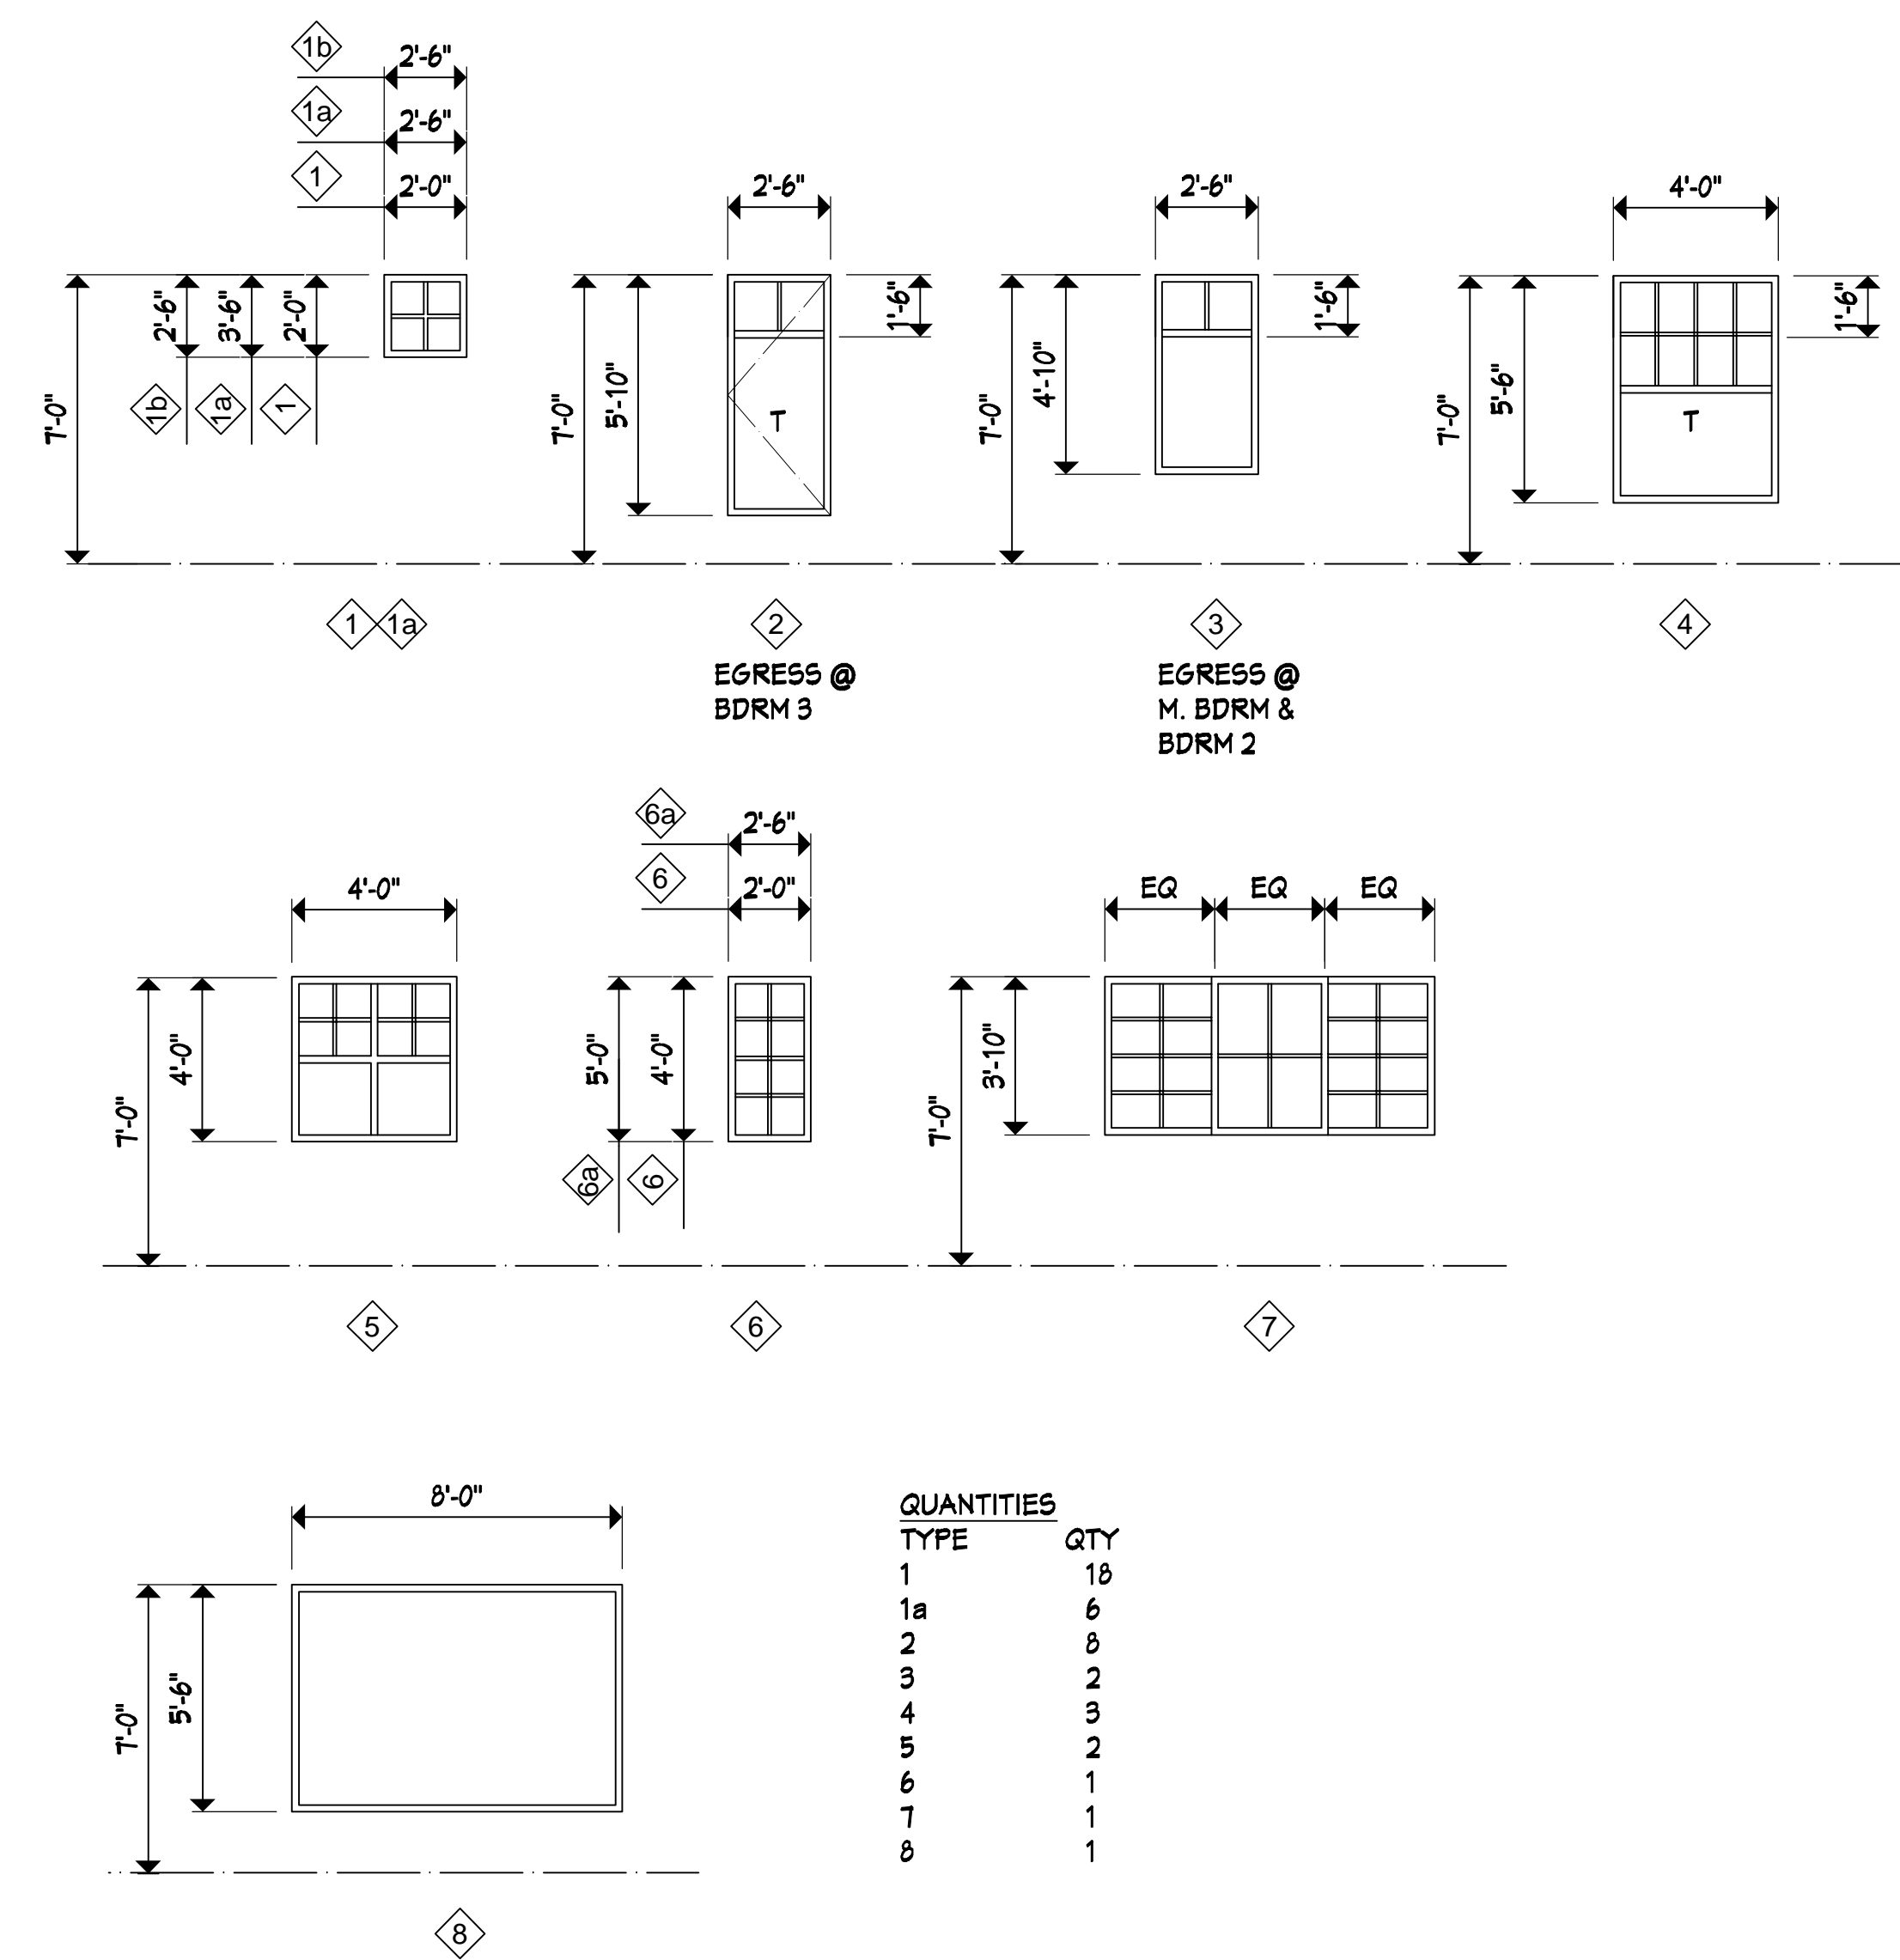 1b
2'-6"
1a
2'-6"
1
2'-0"
2'-6"
2'-6"
4'-0"
7'-0"
2'-6"
3'-6"
2'-0"
1b
1a
1
7'-0"
5'-10"
1'-6"
T
7'-0"
4'-10"
1'-6"
7'-0"
5'-6"
1'-6"
T
1
1a
2
EGRESS @
BDRM 3
3
EGRESS @
M. BDRM &
BDRM 2
4
4'-0"
6a
2'-6"
6
2'-0"
EQ
EQ
EQ
7'-0"
4'-0"
5'-0"
4'-0"
6a
6
7'-0"
3'-10"
5
6
7
8'-0"
7'-0"
5'-6"
8
QUANTITIES
TYPE QTY
1 18
1a 6
2 8
3 2
4 3
5 2
6 1
7 1
8 1